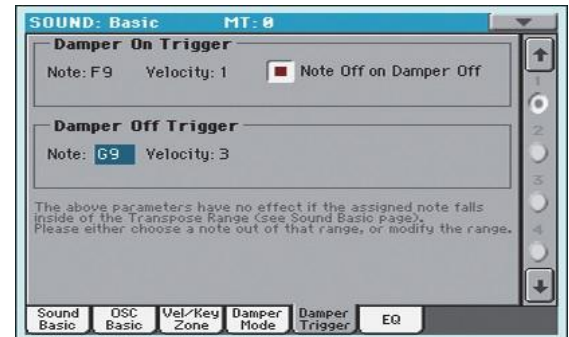 SOUND: Basic MT: 0
Damper On Trigger
Note: F9 Velocity: 1 Note Off on Damper Off
1
2
Damper Off Trigger
Note: G9 Velocity: 3
3
The above parameters have no effect if the assigned note falls
inside of the Transpose Range (see Sound Basic page).
Please either choose a note out of that range, or modify the range.
4
Sound Basic OSC Basic Vel/Key Zone Damper Mode Damper Trigger EQ